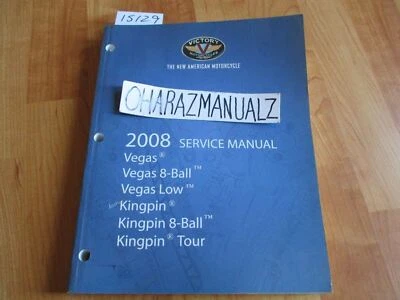 15129
VICTORY
THE NEW AMERICAN MOTORCYCLE
OHARAZMANUALZ
2008 SERVICE MANUAL
Vegas®
Vegas 8-Ball™
Vegas Low™
Kingpin®
Kingpin 8-Ball™
Kingpin® Tour